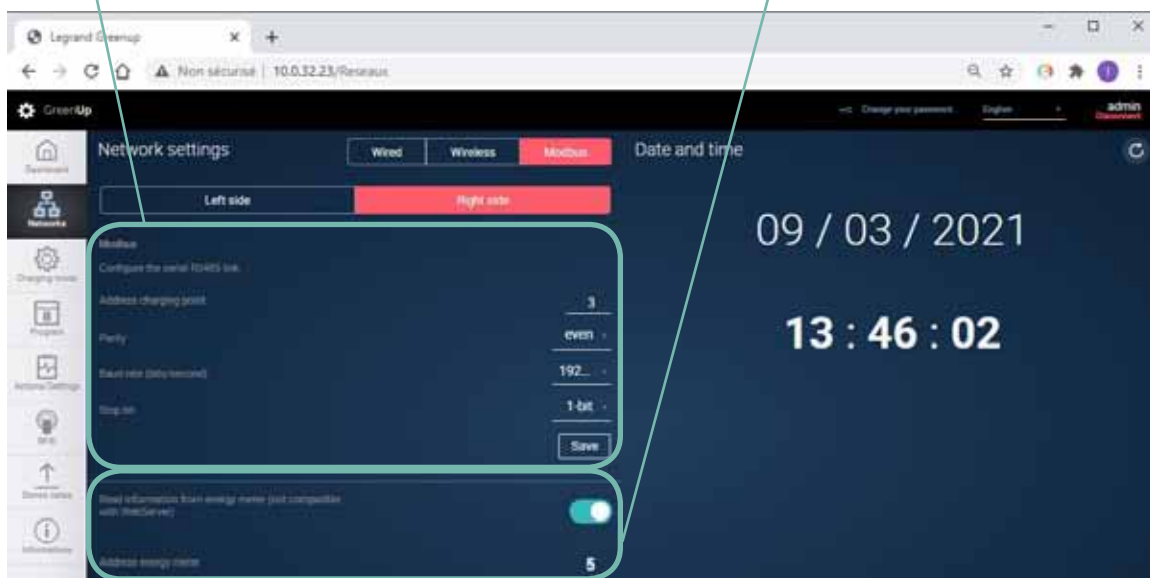 Legrand Greenup
Non sécurisé | 10.0.32.23/Reseaux
GreenUp
Change your password
English
admin
Disconnect
Dashboard
Network settings
Wired
Wireless
Modbus
Date and time
Left side
Right side
Networks
Modbus
Configure the serial RS485 link.
Charging mode
Address charging point
3
Program
Parity
even
Actions/Settings
Baud rate (bits/second)
192...
Stop bit
1-bit
RFID
Save
09 / 03 / 2021
13 : 46 : 02
Read information from energy meter (not compatible
with WebServer)
Informations
Address energy meter
5